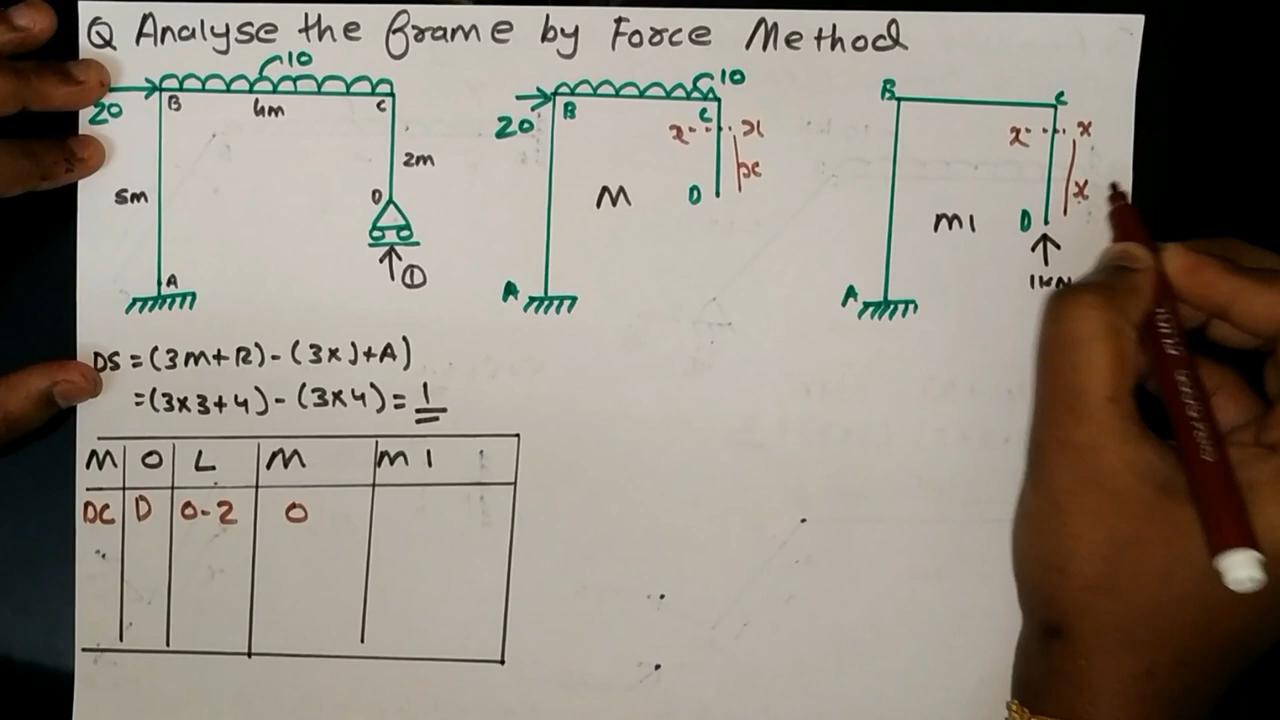 Q Analyse the frame by Force Method
10
20
B
4m
C
2m
5m
D
A
①
10
20
B
C
x
x
x
M
D
A
B
C
x
x
x
m1
D
A
1kN
DS = (3M+R) - (3xJ+A)
= (3x3+4) - (3x4) = 1
M O L M m1
DC D 0-2 0